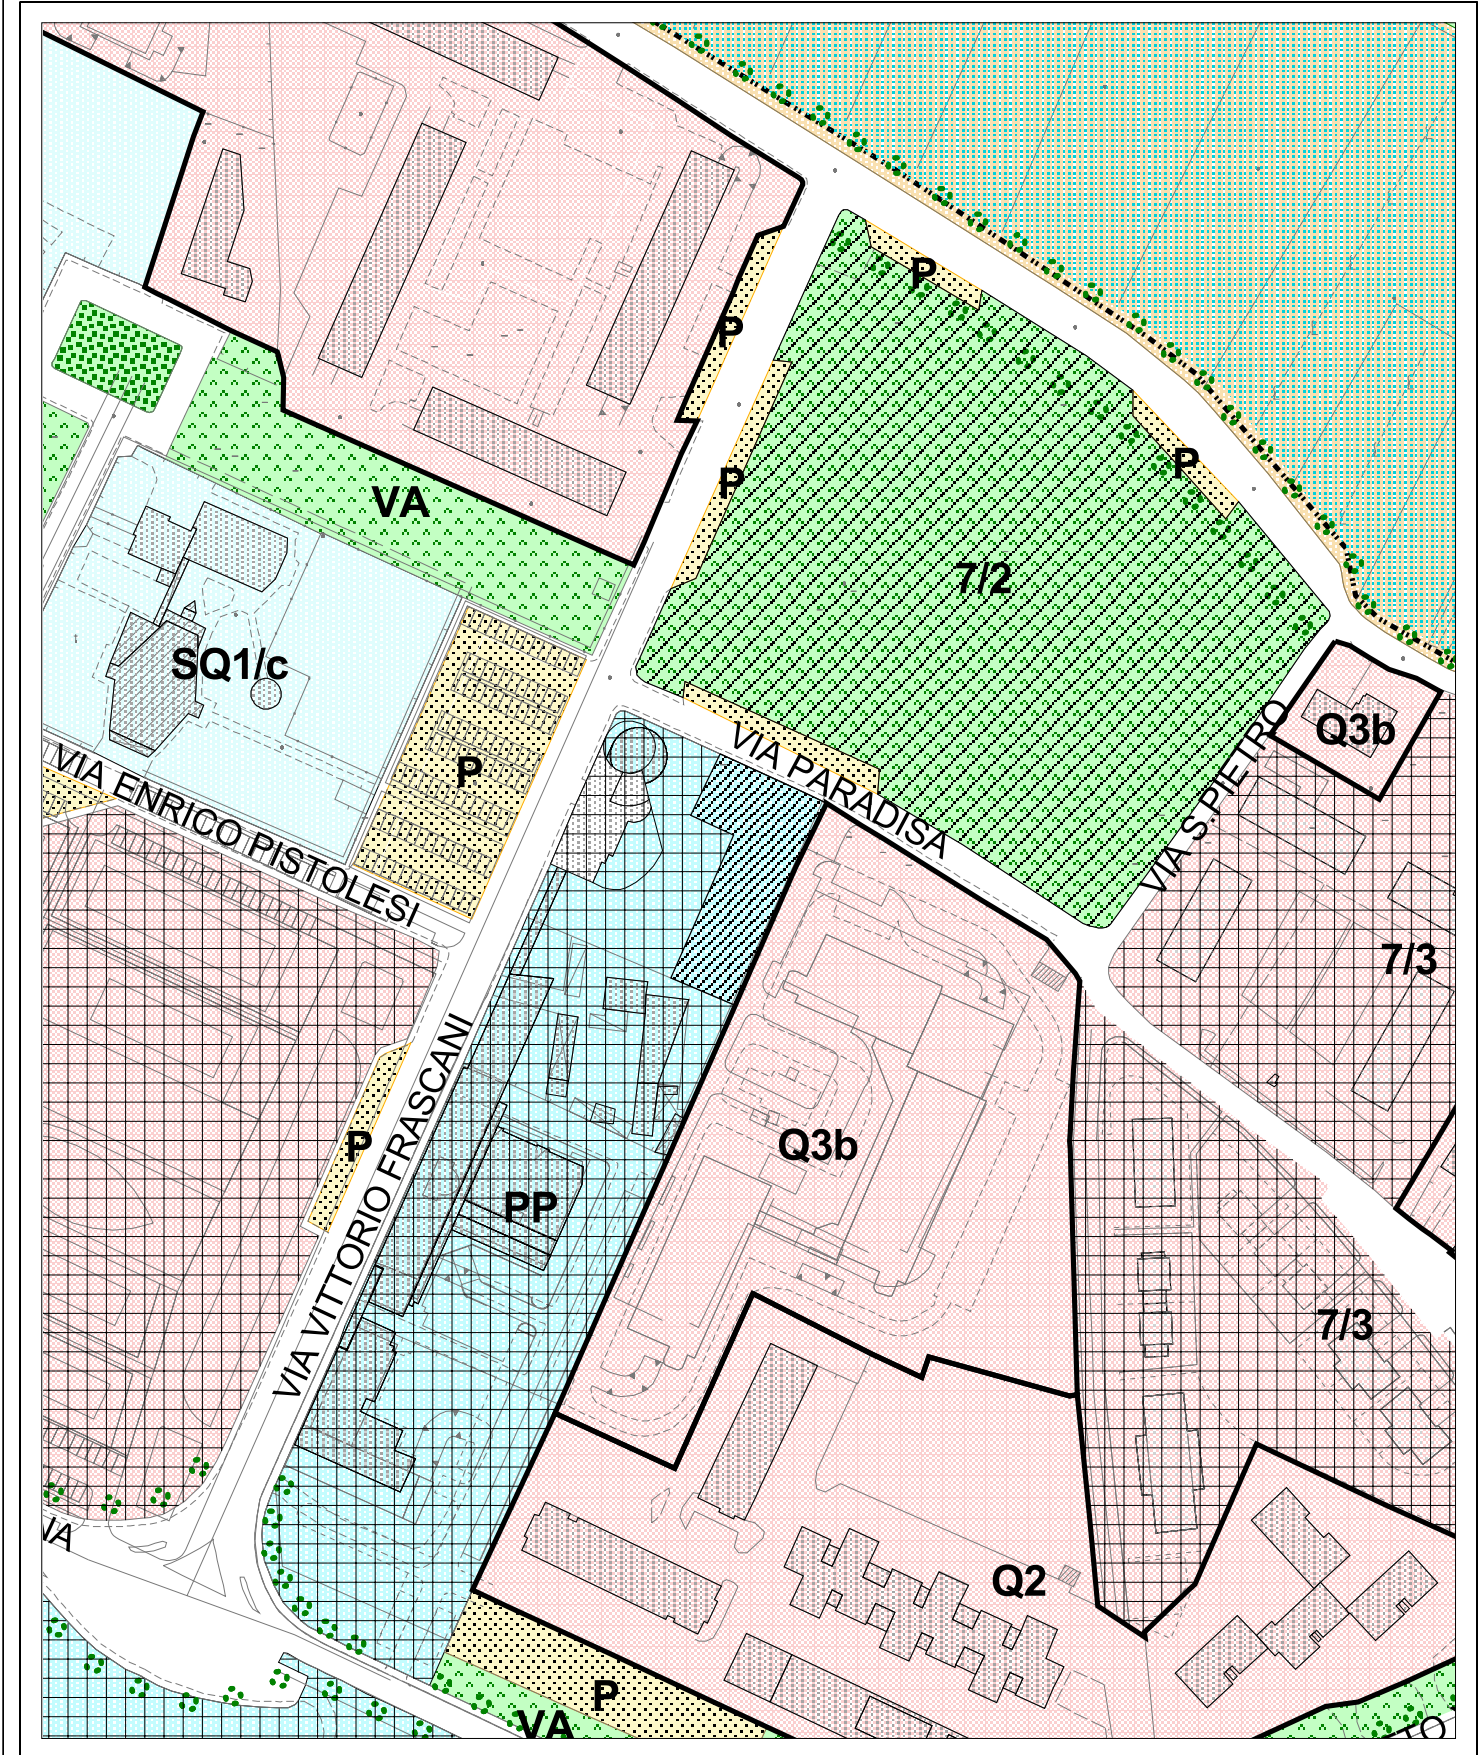 P
P
VA
P
P
7/2
SQ1/c
Q3b
P
VIA PARADISA
VIA S.PIETRO
VIA ENRICO PISTOLESI
7/3
P
VIA VITTORIO FRASCANI
Q3b
PP
7/3
Q2
P
VA